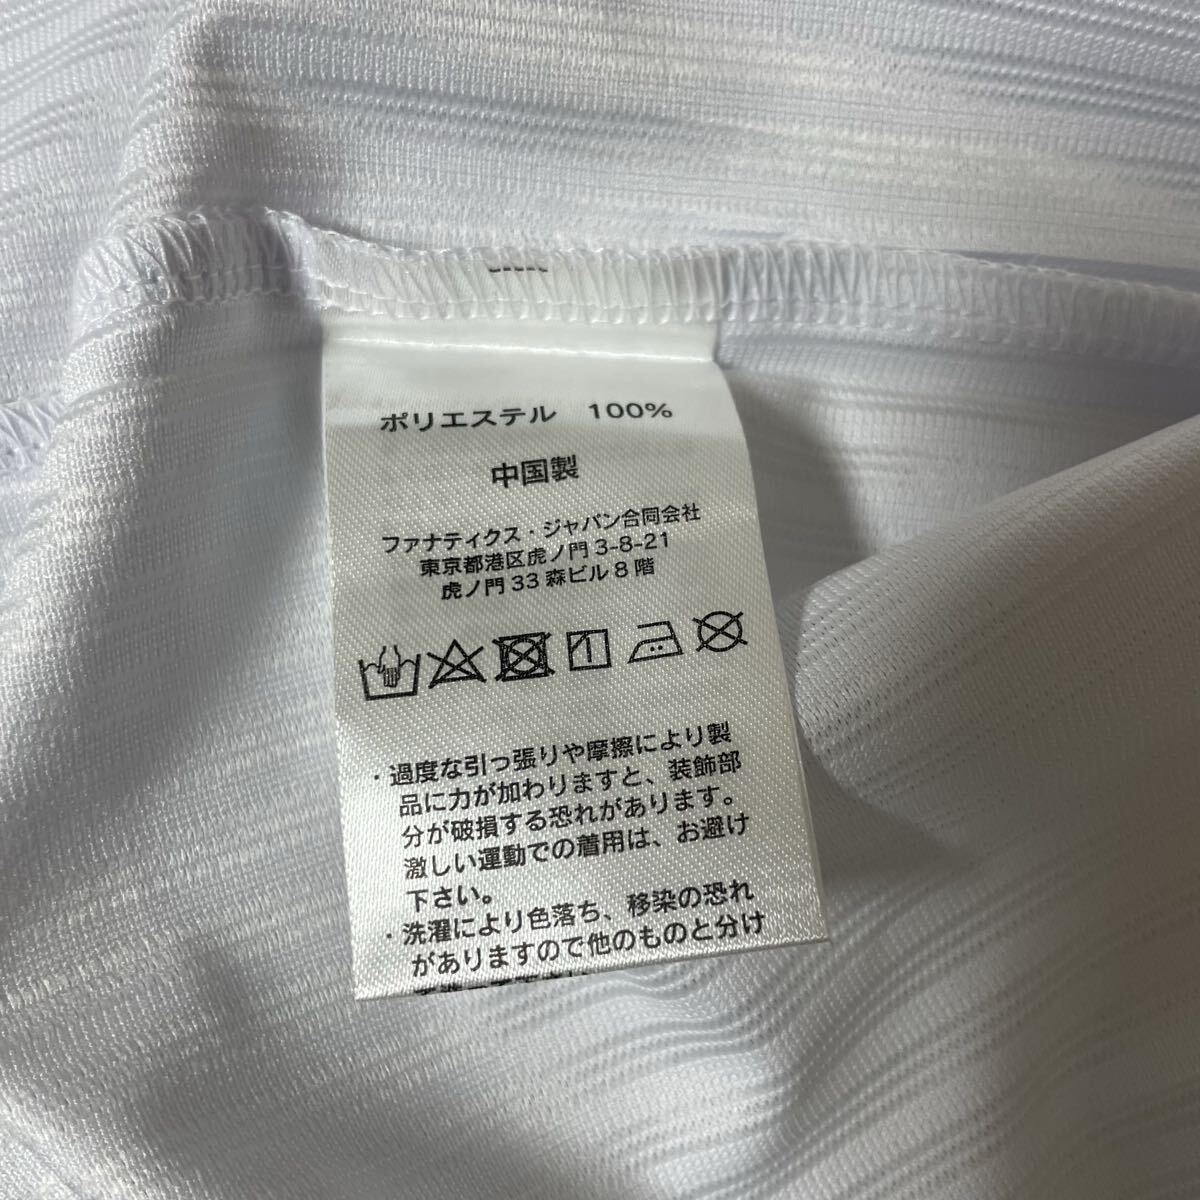 ポリエステル 100%
中国製
ファナティクス・ジャパン合同会社
東京都港区虎ノ門3-8-21
虎ノ門33森ビル8階
・過度な引っ張りや摩擦により製
品に力が加わりますと、装飾部
分が破損する恐れがあります。
激しい運動での着用は、お避け
下さい。
・洗濯により色落ち、移染の恐れ
がありますので他のものと分け